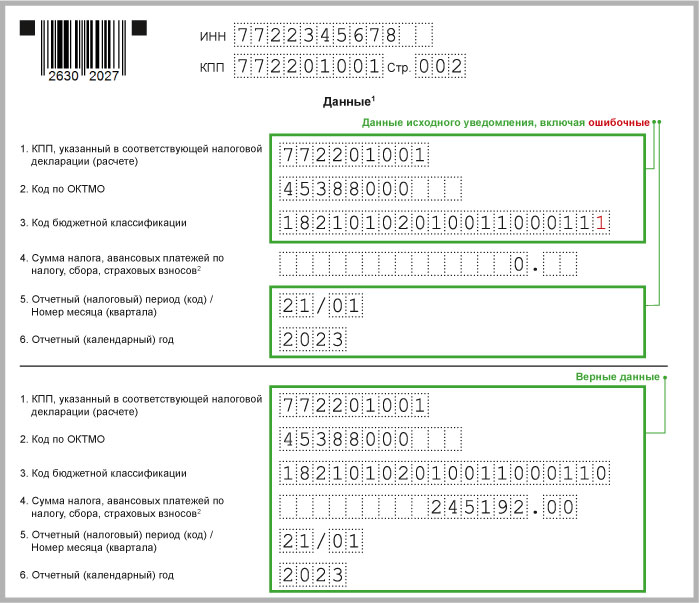 2630 2027
ИНН 7722345678
КПП 772201001 Стр. 002
Данные¹
Данные исходного уведомления, включая ошибочные
1. КПП, указанный в соответствующей налоговой
декларации (расчете) 772201001
2. Код по ОКТМО 45388000
3. Код бюджетной классификации 18210102010011000111
4. Сумма налога, авансовых платежей по
налогу, сбора, страховых взносов² 0.
5. Отчетный (налоговый) период (код) /
Номер месяца (квартала) 21/01
6. Отчетный (календарный) год 2023
Верные данные
1. КПП, указанный в соответствующей налоговой
декларации (расчете) 772201001
2. Код по ОКТМО 45388000
3. Код бюджетной классификации 18210102010011000110
4. Сумма налога, авансовых платежей по
налогу, сбора, страховых взносов² 245192.00
5. Отчетный (налоговый) период (код) /
Номер месяца (квартала) 21/01
6. Отчетный (календарный) год 2023